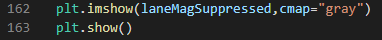 162 plt.imshow(laneMagSuppressed,cmap="gray")
163 plt.show()